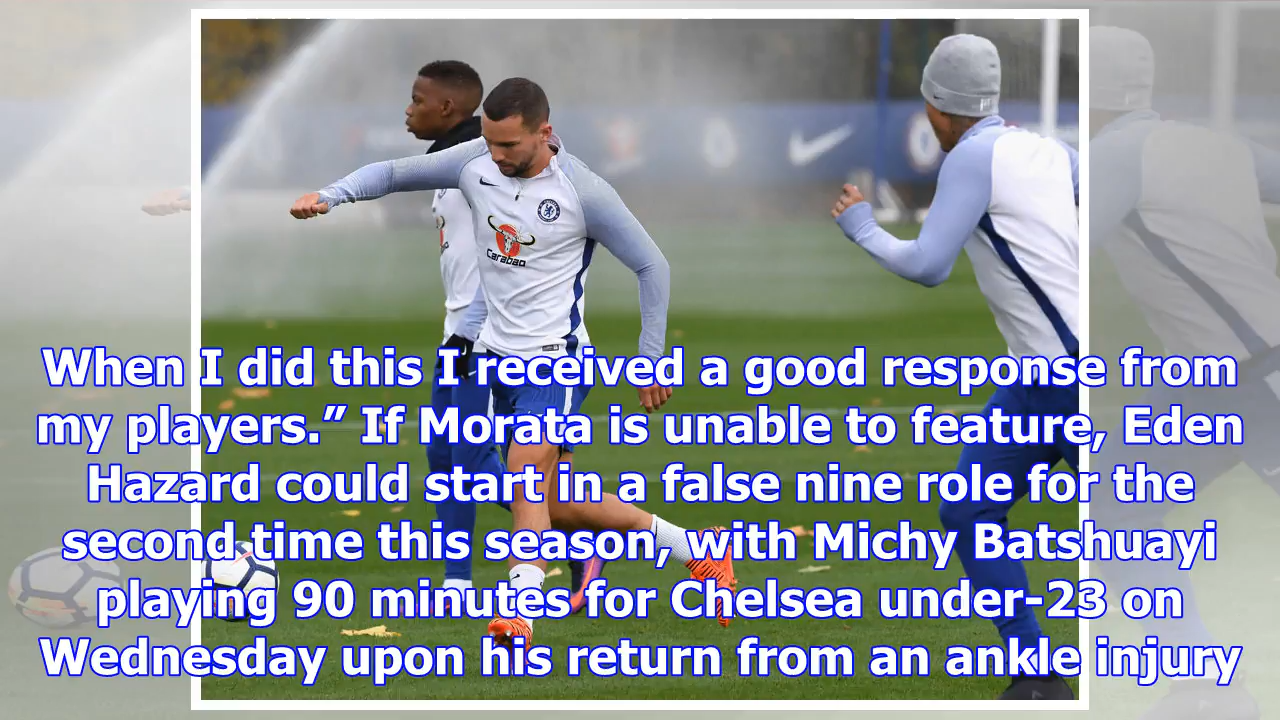 Carabao
When I did this I received a good response from
my players.” If Morata is unable to feature, Eden
Hazard could start in a false nine role for the
second time this season, with Michy Batshuayi
playing 90 minutes for Chelsea under-23 on
Wednesday upon his return from an ankle injury